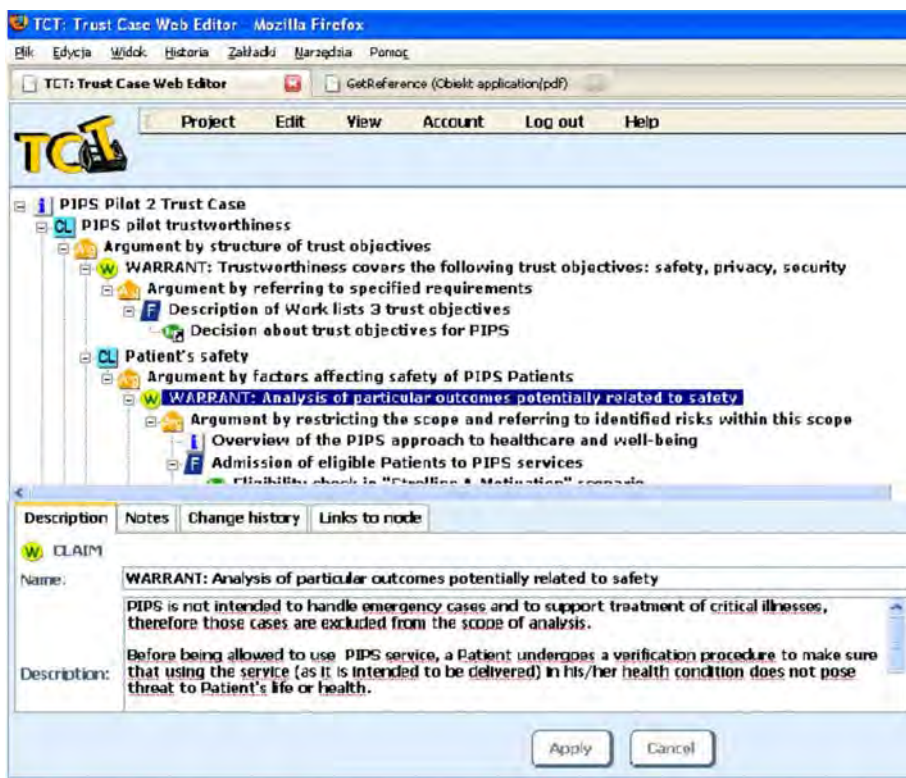 TCT: Trust Case Web Editor - Mozilla Firefox
Plik Edycja Widok Historia Zakładki Narzędzia Pomoc
TCT: Trust Case Web Editor GetReference (Obiekt application/pdf)
TCT Project Edit View Account Log out Help
i PIPS Pilot 2 Trust Case
CL PIPS pilot trustworthiness
Argument by structure of trust objectives
W WARRANT: Trustworthiness covers the following trust objectives: safety, privacy, security
Argument by referring to specified requirements
F Description of Work lists 3 trust objectives
Decision about trust objectives for PIPS
CL Patient's safety
Argument by factors affecting safety of PIPS Patients
W WARRANT: Analysis of particular outcomes potentially related to safety
Argument by restricting the scope and referring to identified risks within this scope
i Overview of the PIPS approach to healthcare and well-being
F Admission of eligible Patients to PIPS services
Eligibility check in "Strolling & Motivation" scenario
Description Notes Change history Links to node
W CLAIM
Name: WARRANT: Analysis of particular outcomes potentially related to safety
PIPS is not intended to handle emergency cases and to support treatment of critical illnesses,
therefore those cases are excluded from the scope of analysis.
Before being allowed to use PIPS service, a Patient undergoes a verification procedure to make sure
Description: that using the service (as it is intended to be delivered) in his/her health condition does not pose
threat to Patient's life or health.
Apply Cancel